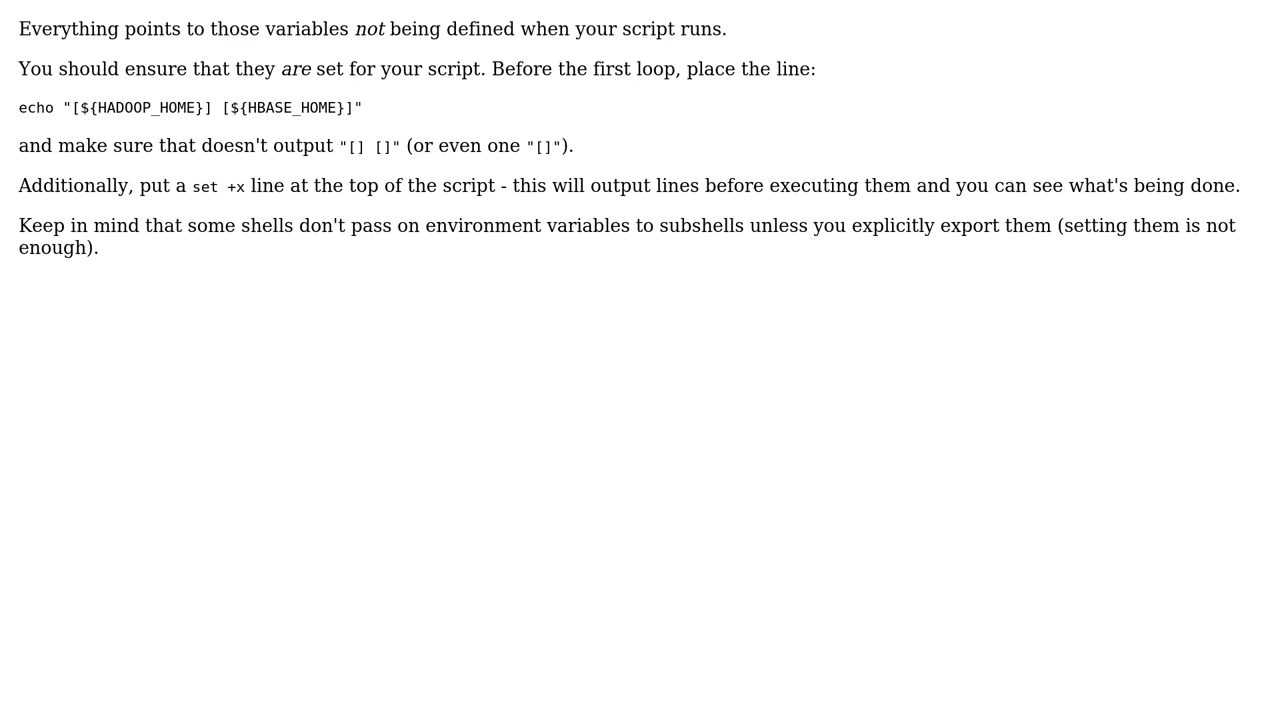 Everything points to those variables not being defined when your script runs.
You should ensure that they are set for your script. Before the first loop, place the line:
echo "[${HADOOP_HOME}] [${HBASE_HOME}]"
and make sure that doesn't output "[] []" (or even one "[]").
Additionally, put a set +x line at the top of the script - this will output lines before executing them and you can see what's being done.
Keep in mind that some shells don't pass on environment variables to subshells unless you explicitly export them (setting them is not
enough).